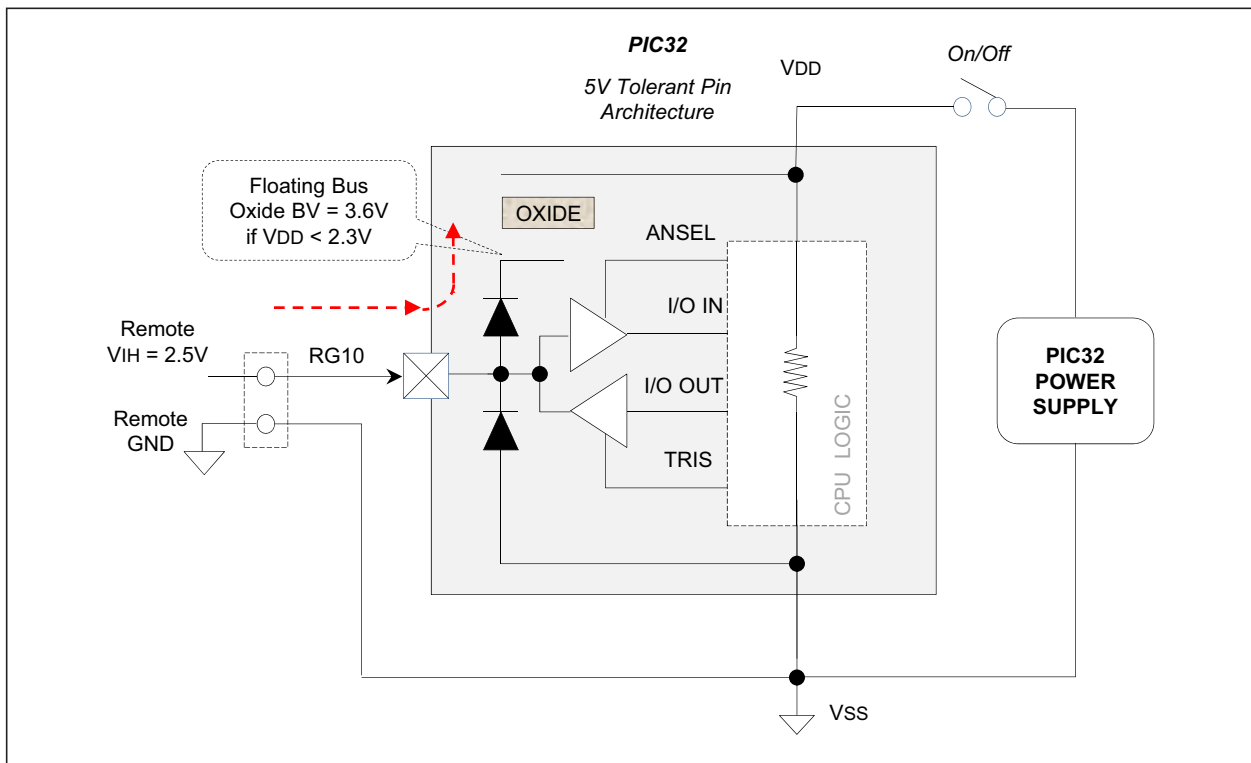 PIC32
5V Tolerant Pin
Architecture
VDD
On/Off
Floating Bus
Oxide BV = 3.6V
if VDD < 2.3V
OXIDE
ANSEL
I/O IN
Remote
VIH = 2.5V
RG10
I/O OUT
Remote
GND
TRIS
CPU LOGIC
PIC32
POWER
SUPPLY
VSS